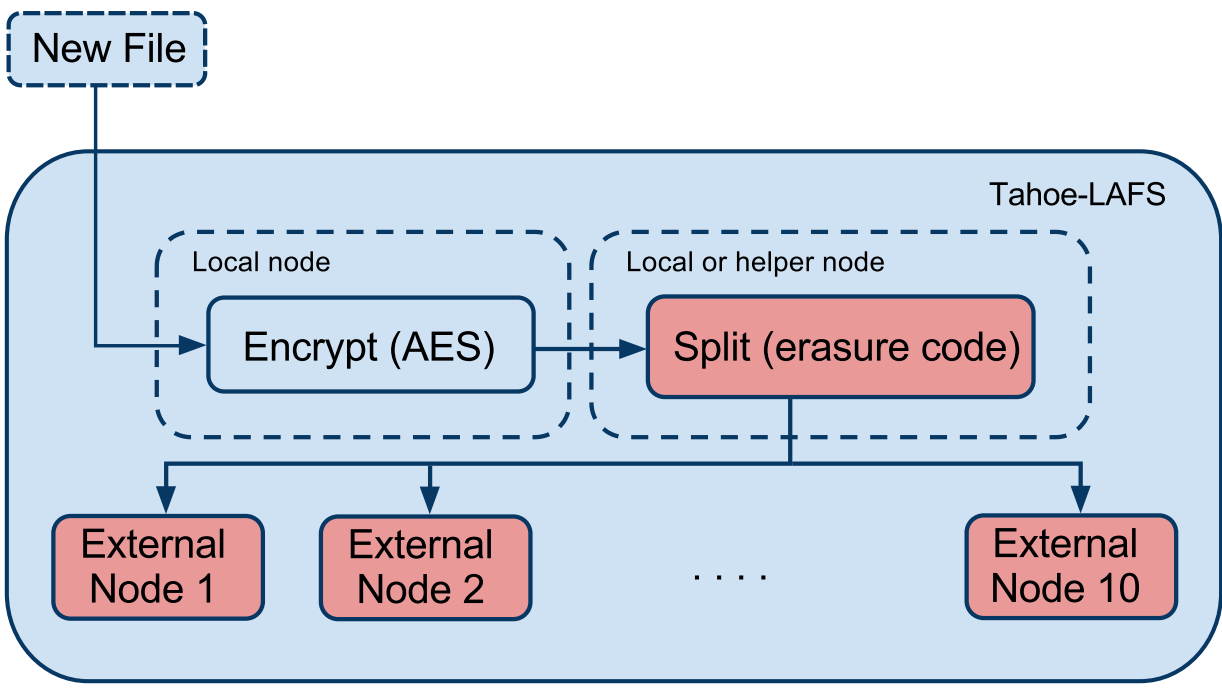 New File
Tahoe-LAFS
Local node
Local or helper node
Encrypt (AES)
Split (erasure code)
External
Node 1
External
Node 2
. . . .
External
Node 10